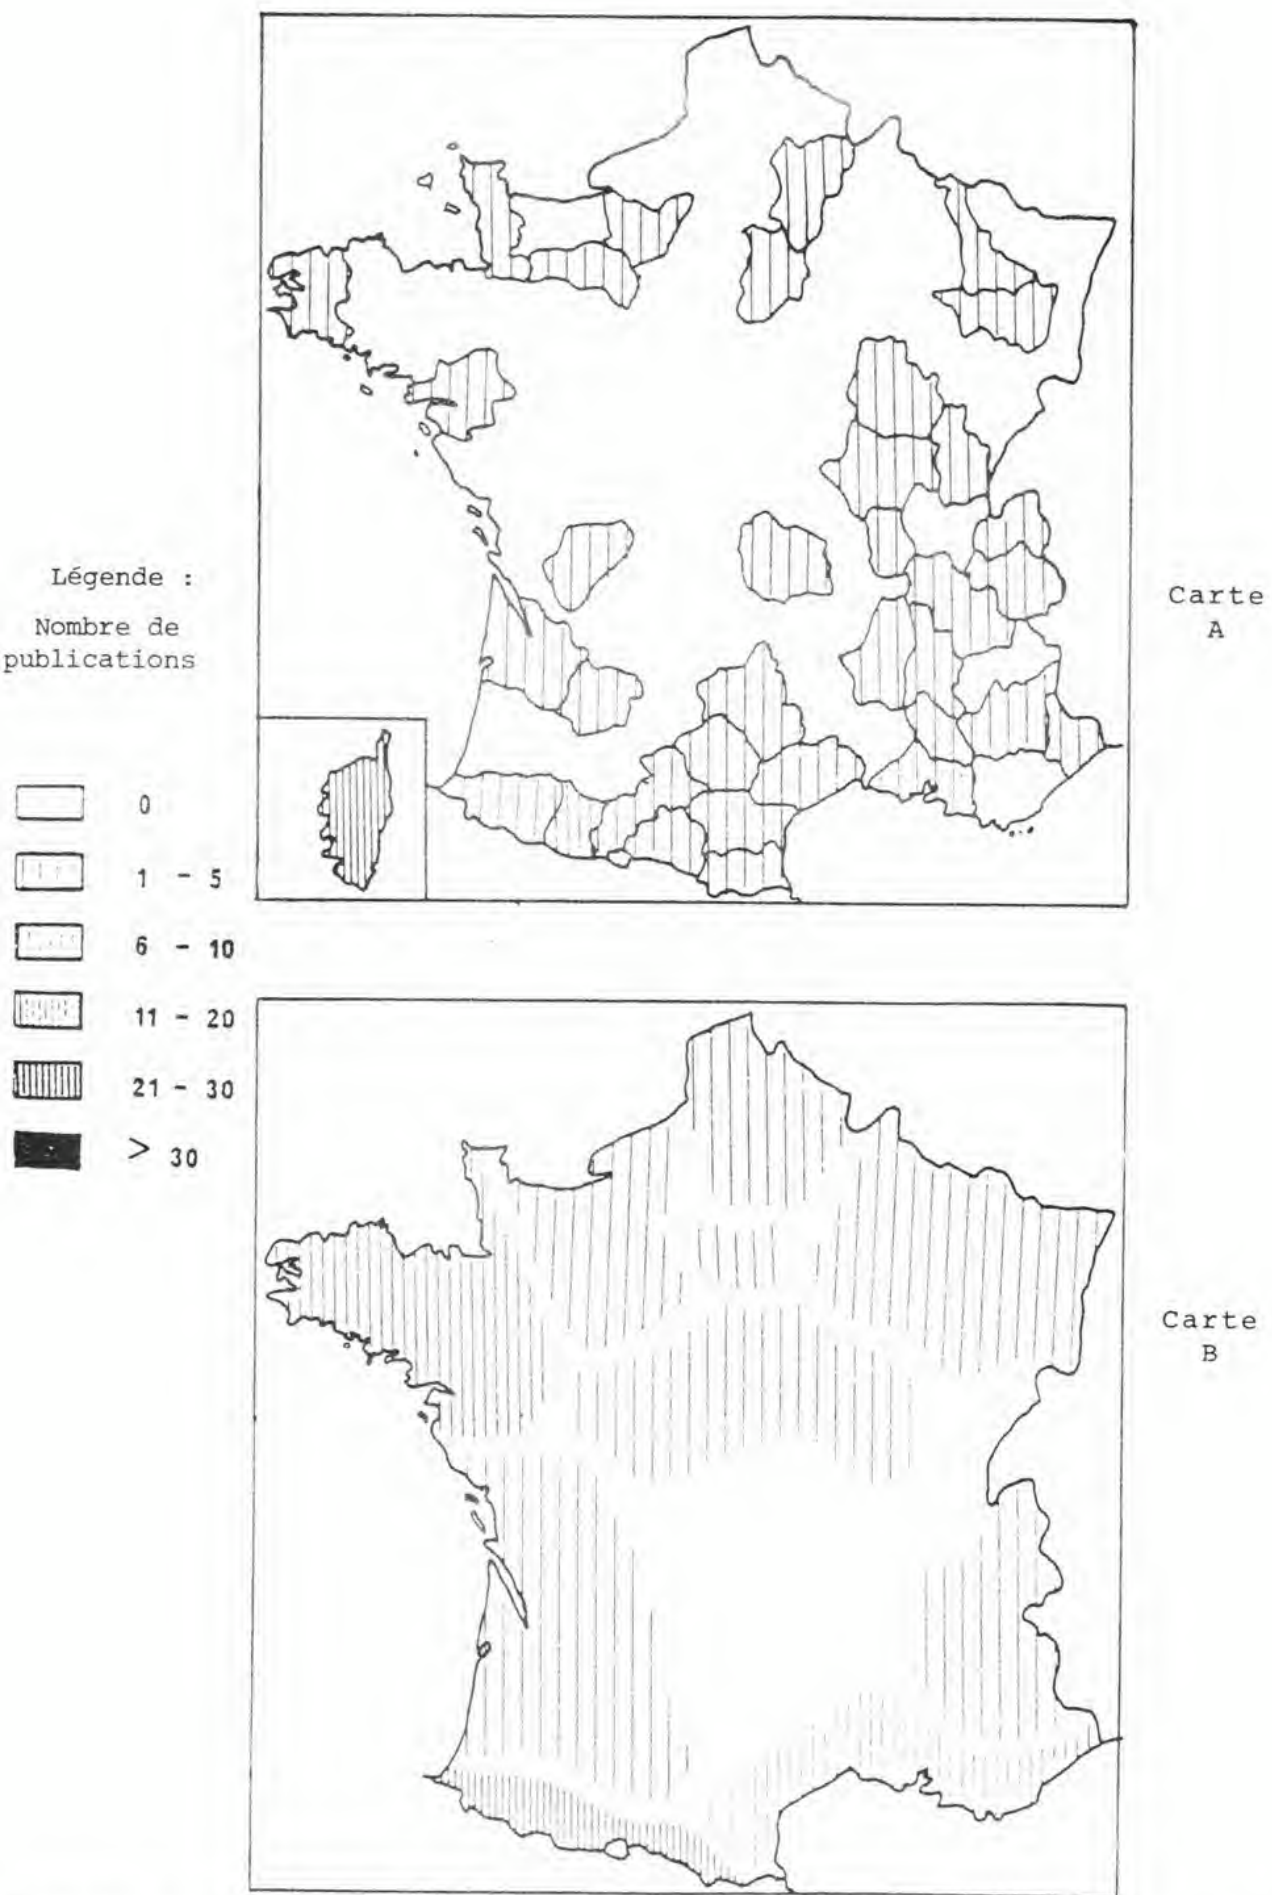 Légende :
Nombre de
publications
0
1 - 5
6 - 10
11 - 20
21 - 30
> 30
Carte
A
Carte
B